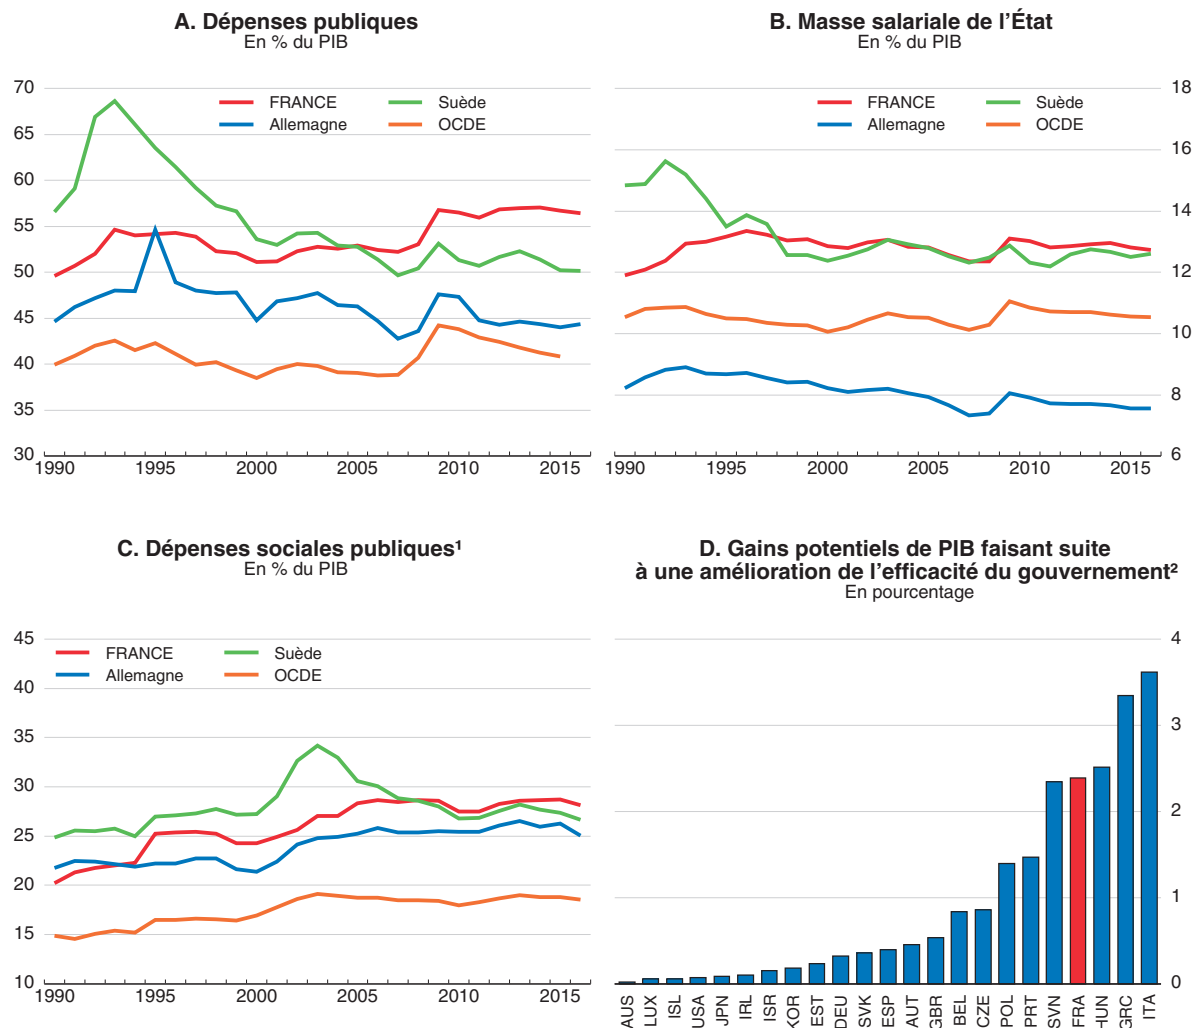 A. Dépenses publiques
En % du PIB
70
65
60
55
50
45
40
35
30
FRANCE
Suède
Allemagne
OCDE
1990 1995 2000 2005 2010 2015
B. Masse salariale de l'État
En % du PIB
18
16
14
12
10
8
6
FRANCE
Suède
Allemagne
OCDE
1990 1995 2000 2005 2010 2015
C. Dépenses sociales publiques¹
En % du PIB
45
40
35
30
25
20
15
10
FRANCE
Suède
Allemagne
OCDE
1990 1995 2000 2005 2010 2015
D. Gains potentiels de PIB faisant suite
à une amélioration de l'efficacité du gouvernement²
En pourcentage
4
3
2
1
0
AUS LUX ISL USA JPN IRL ISR KOR EST DEU SVK ESP AUT GBR BEL CZE POL PRT SVN FRA HUN GRC ITA